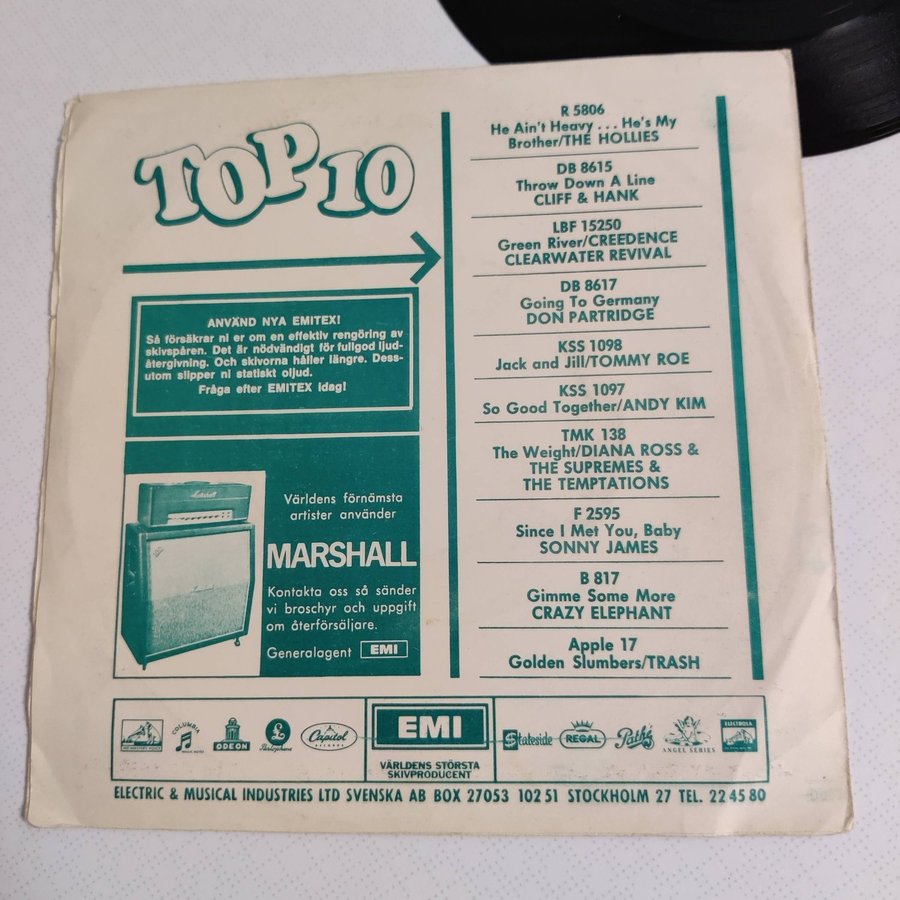 TOP 10
ANVÄND NYA EMITEX!
Så försäkrar ni er om en effektiv rengöring av
skivspåren. Det är nödvändigt för fullgod ljud-
återgivning. Och skivorna håller längre. Dess-
utom slipper ni statiskt oljud.
Fråga efter EMITEX idag!
Marshall
Världens förnämsta
artister använder
MARSHALL
Kontakta oss så sänder
vi broschyr och uppgift
om återförsäljare.
Generalagent EMI
R 5806
He Ain't Heavy . . . He's My
Brother/THE HOLLIES
DB 8615
Throw Down A Line
CLIFF & HANK
LBF 15250
Green River/CREEDENCE
CLEARWATER REVIVAL
DB 8617
Going To Germany
DON PARTRIDGE
KSS 1098
Jack and Jill/TOMMY ROE
KSS 1097
So Good Together/ANDY KIM
TMK 138
The Weight/DIANA ROSS &
THE SUPREMES &
THE TEMPTATIONS
F 2595
Since I Met You, Baby
SONNY JAMES
B 817
Gimme Some More
CRAZY ELEPHANT
Apple 17
Golden Slumbers/TRASH
COLUMBIA
ODEON
Parlophone
Capitol
RECORDS
EMI
VÄRLDENS STÖRSTA
SKIVPRODUCENT
Stateside
REGAL
Pathé
ANGEL SERIES
ELECTROLA
ELECTRIC & MUSICAL INDUSTRIES LTD SVENSKA AB BOX 27053 102 51 STOCKHOLM 27 TEL. 22 45 80